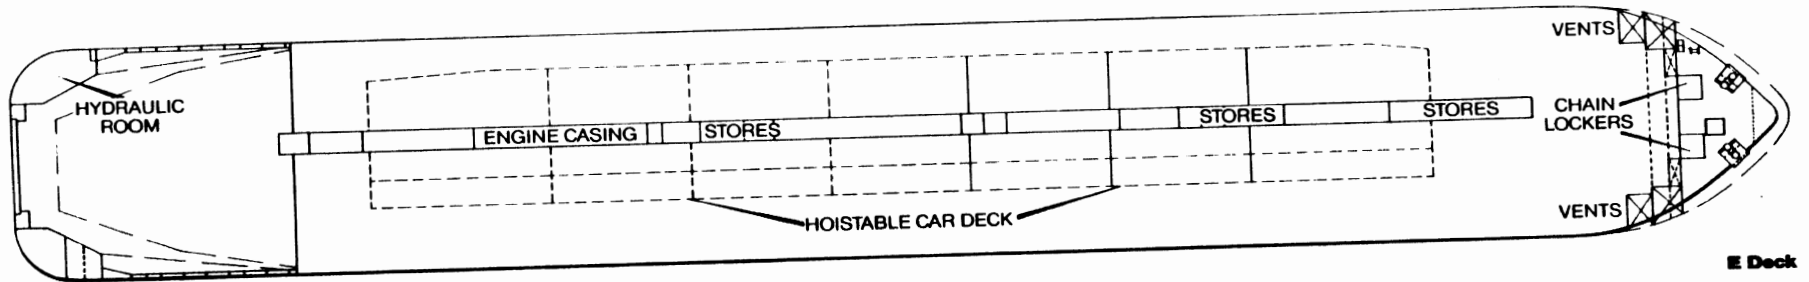 VENTS
HYDRAULIC
ROOM
ENGINE CASING
STORES
STORES
STORES
CHAIN
LOCKERS
HOISTABLE CAR DECK
VENTS
E Deck